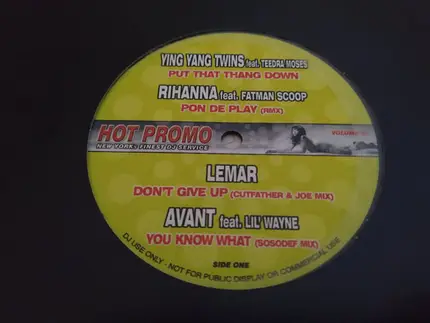 YING YANG TWINS feat. TEEDRA MOSES
PUT THAT THANG DOWN
RIHANNA feat. FATMAN SCOOP
PON DE PLAY (RMX)
HOT PROMO
NEW YORK'S FINEST DJ SERVICE
LEMAR
DON'T GIVE UP (CUTFATHER & JOE MIX)
AVANT feat. LIL' WAYNE
YOU KNOW WHAT (SOSODEF MIX)
SIDE ONE
DJ USE ONLY - NOT FOR PUBLIC DISPLAY OR COMMERCIAL USE